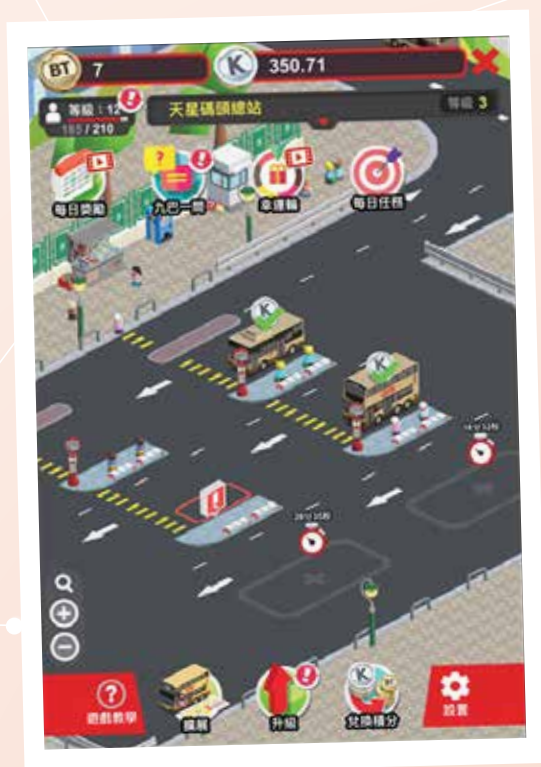 BT 7
K 350.71
等級：12
天星碼頭總站
等級 3
185 / 210
每日獎勵
九巴一問
幸運輪
每日任務
K
K
遊戲教學
擴展
升級
兌換積分
設置